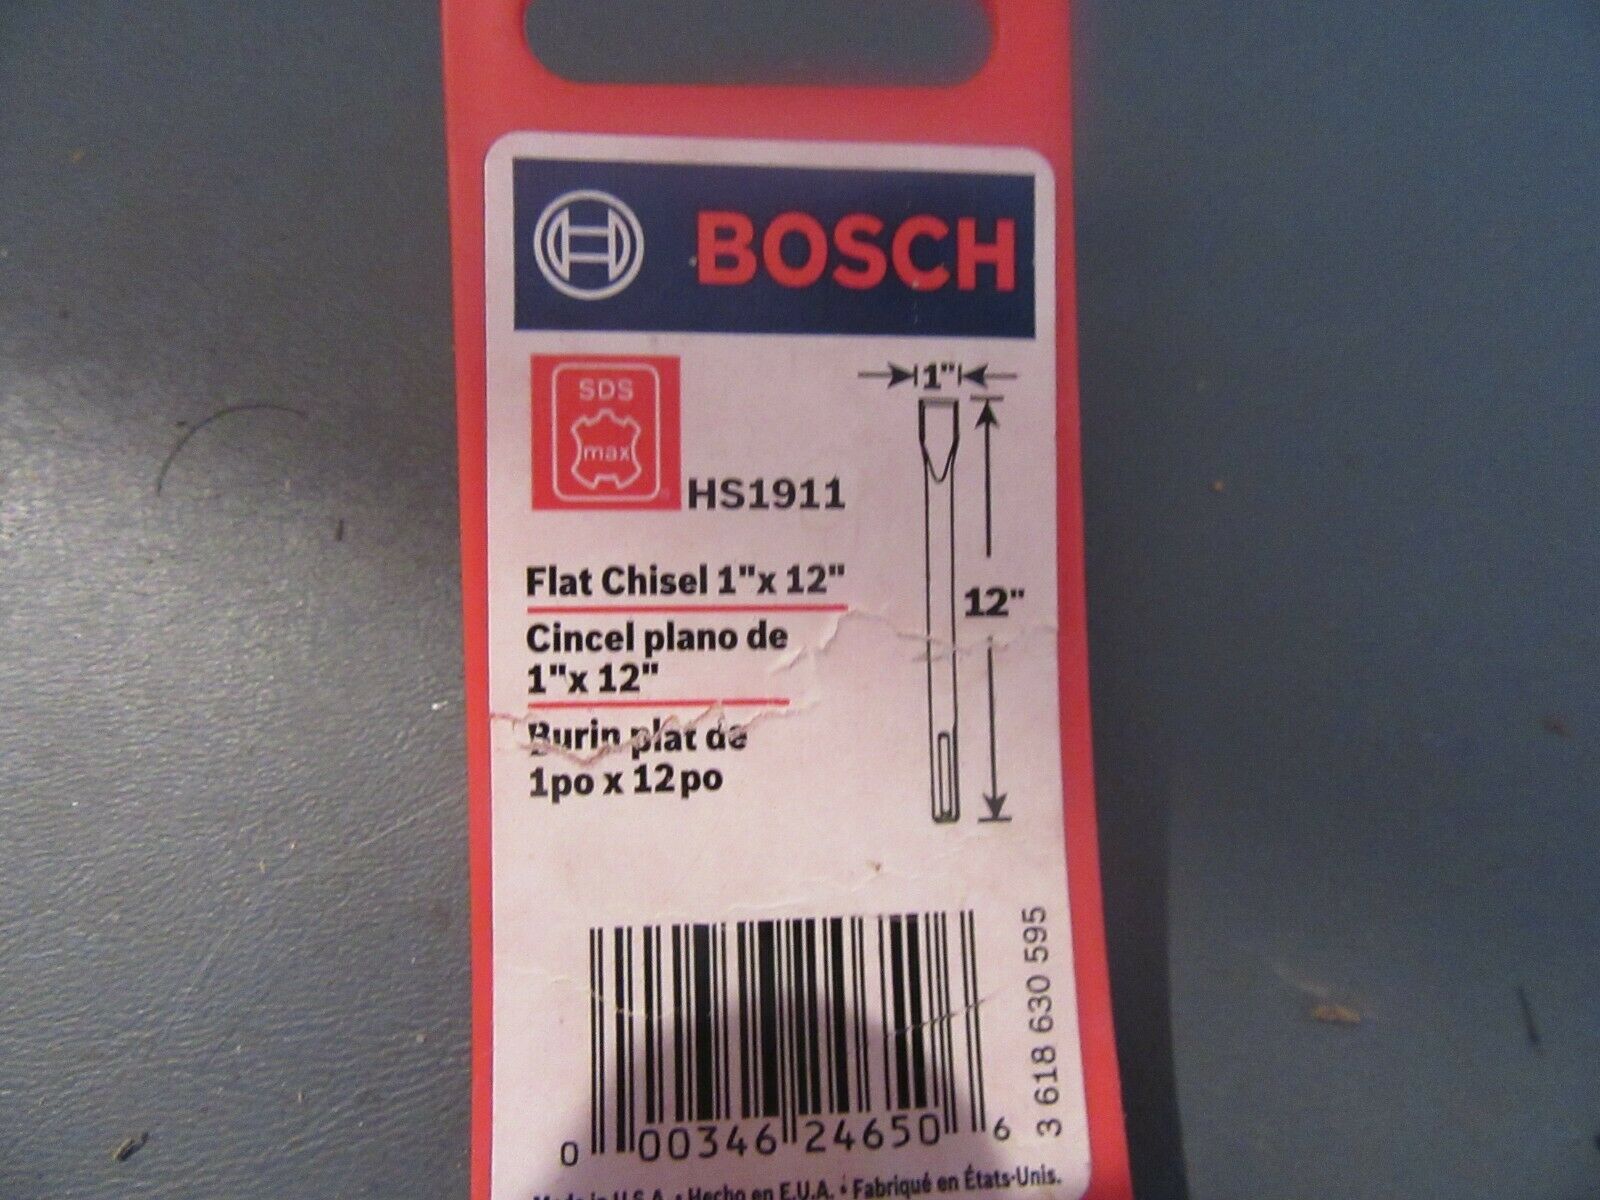 BOSCH
1"
SDS
max
HS1911
Flat Chisel 1"x 12"
12"
Cincel plano de
1"x 12"
Burin plat de
1po x 12po
3 618 630 595
0 00346 24650 6
Made in U.S.A. • Hecho en E.U.A. • Fabriqué en États-Unis.